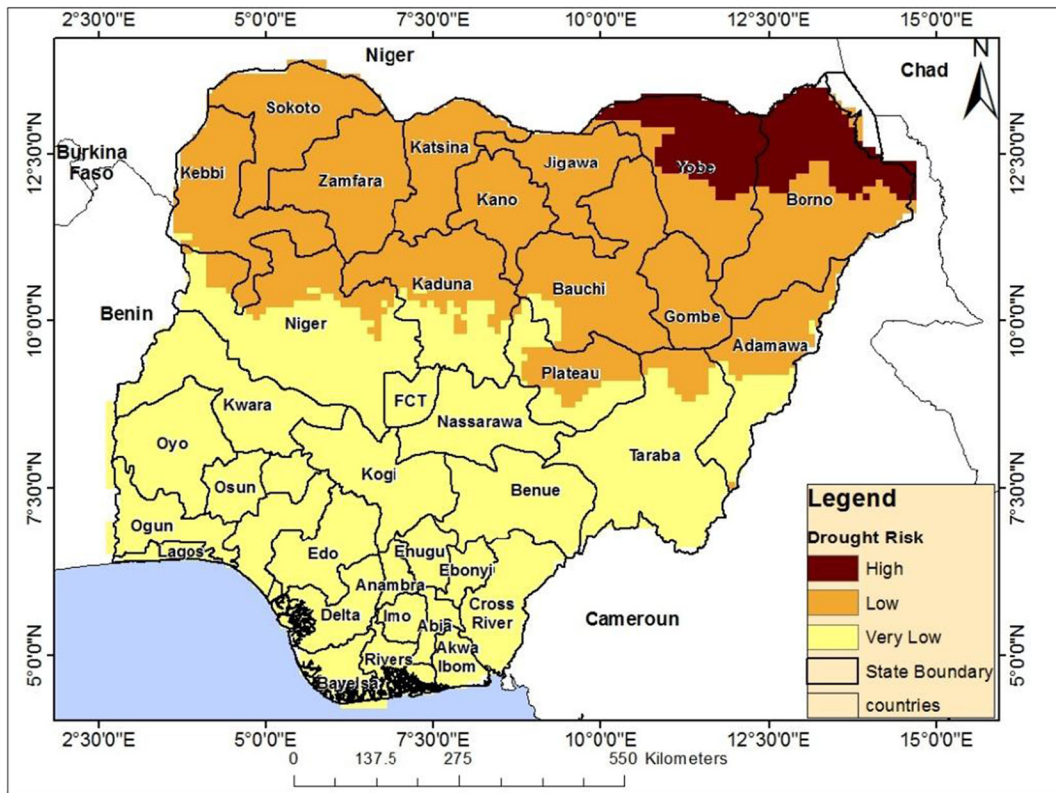 2°30'0"E 5°0'0"E 7°30'0"E 10°0'0"E 12°30'0"E 15°0'0"E
Niger
N
Chad
Sokoto
12°30'0"N
Burkina
Faso
Katsina
Jigawa
Yobe
12°30'0"N
Kebbi
Zamfara
Kano
Borno
Kaduna
Bauchi
10°0'0"N
Benin
Niger
Gombe
10°0'0"N
Adamawa
Plateau
FCT
Kwara
Nassarawa
Oyo
Taraba
Kogi
7°30'0"N
Osun
Benue
7°30'0"N
Ogun
Lagos
Edo
Enugu
Ebonyi
Anambra
Delta
Imo
Abia
Cross
River
Cameroun
5°0'0"N
Rivers
Akwa
Ibom
5°0'0"N
Bayelsa
Legend
Drought Risk
High
Low
Very Low
State Boundary
countries
2°30'0"E 5°0'0"E 7°30'0"E 10°0'0"E 12°30'0"E 15°0'0"E
0 137.5 275 550 Kilometers